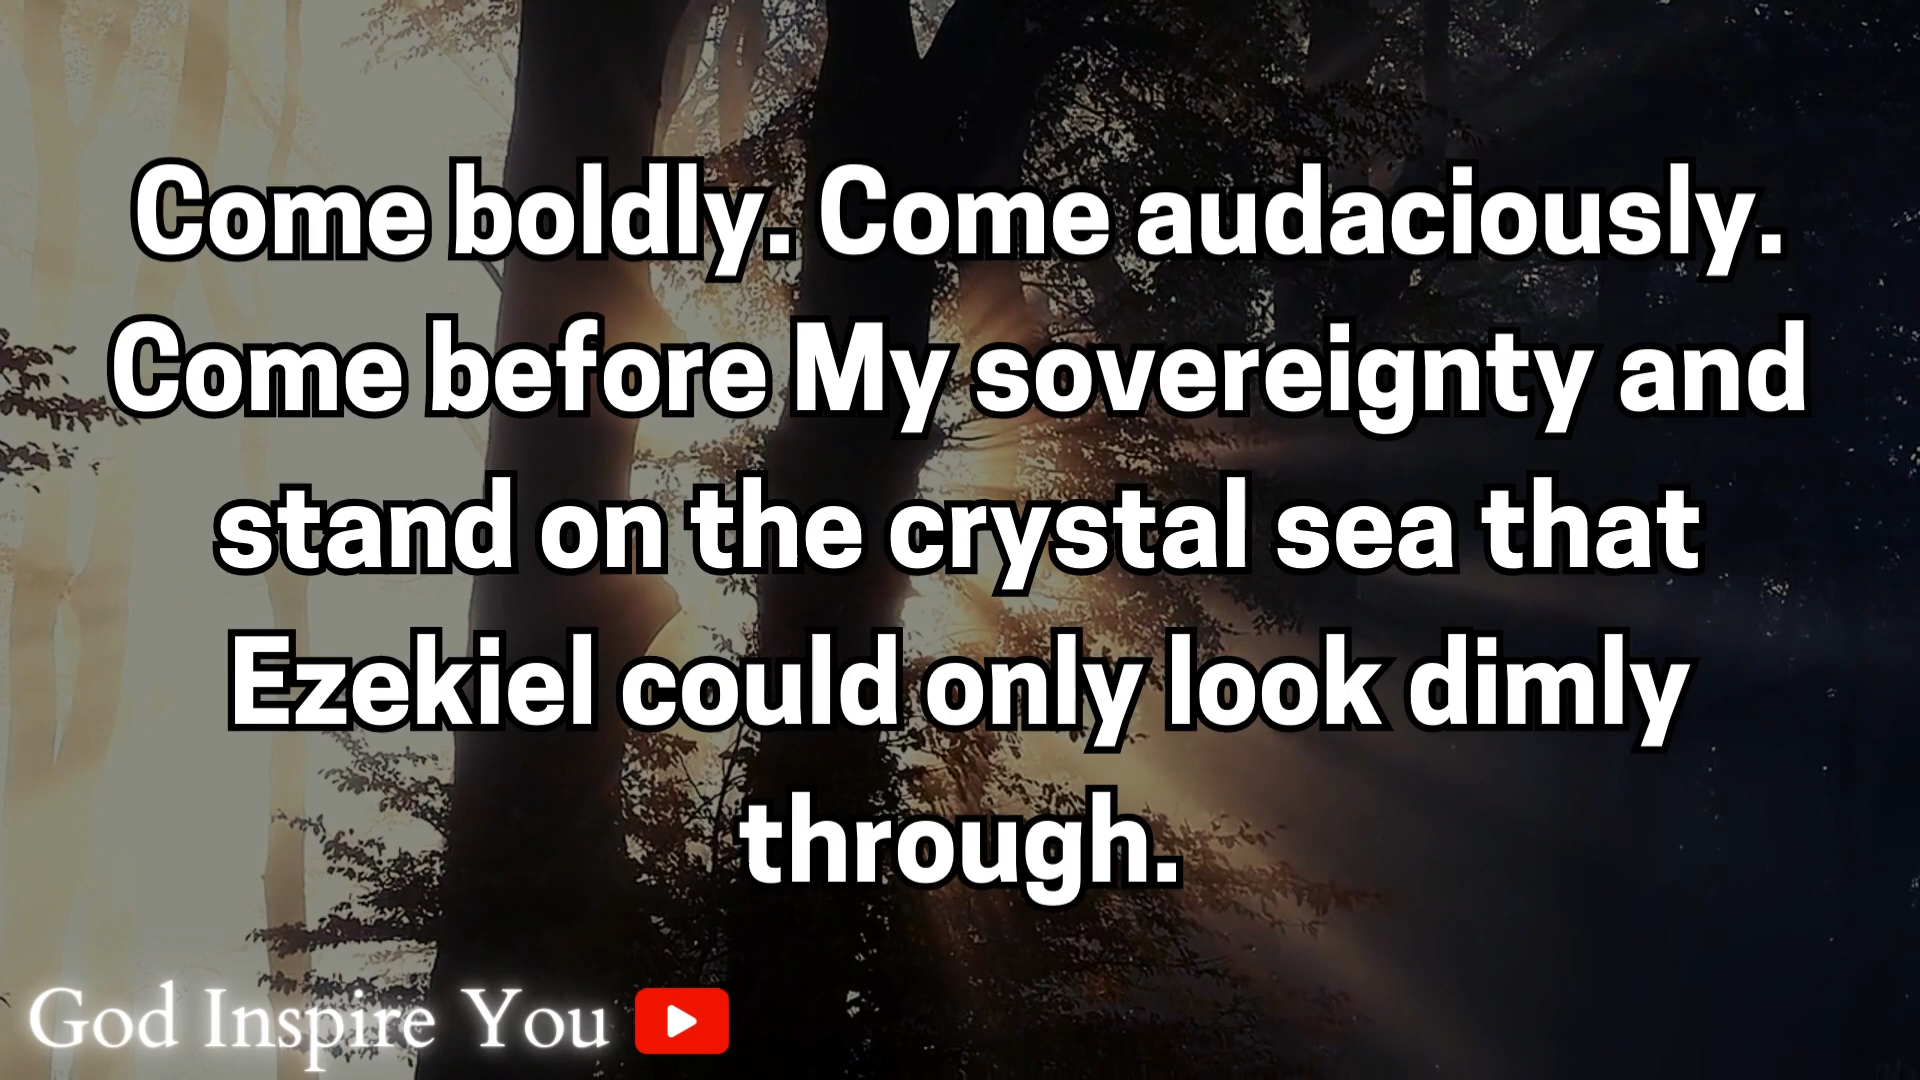 Come boldly. Come audaciously.
Come before My sovereignty and
stand on the crystal sea that
Ezekiel could only look dimly
through.
God Inspire You